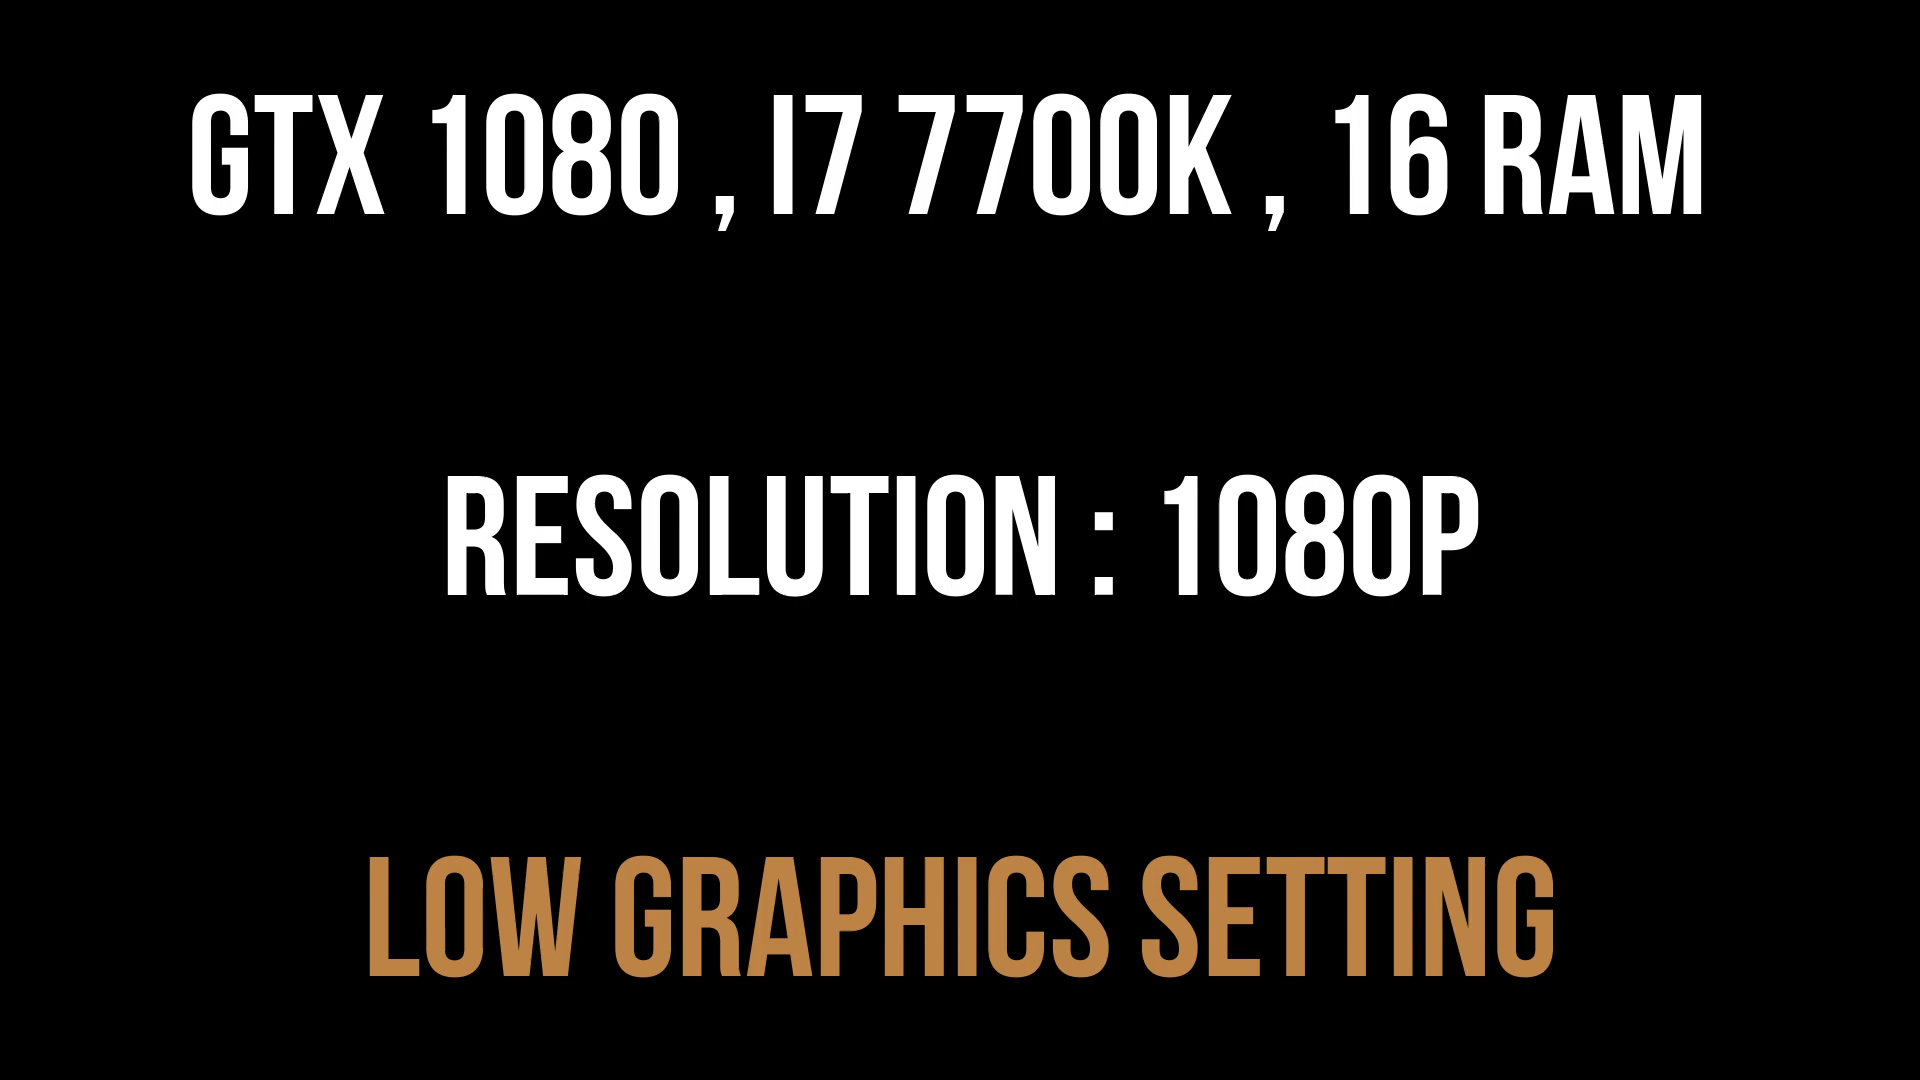 GTX 1080 , I7 7700K , 16 RAM
RESOLUTION : 1080P
LOW GRAPHICS SETTING